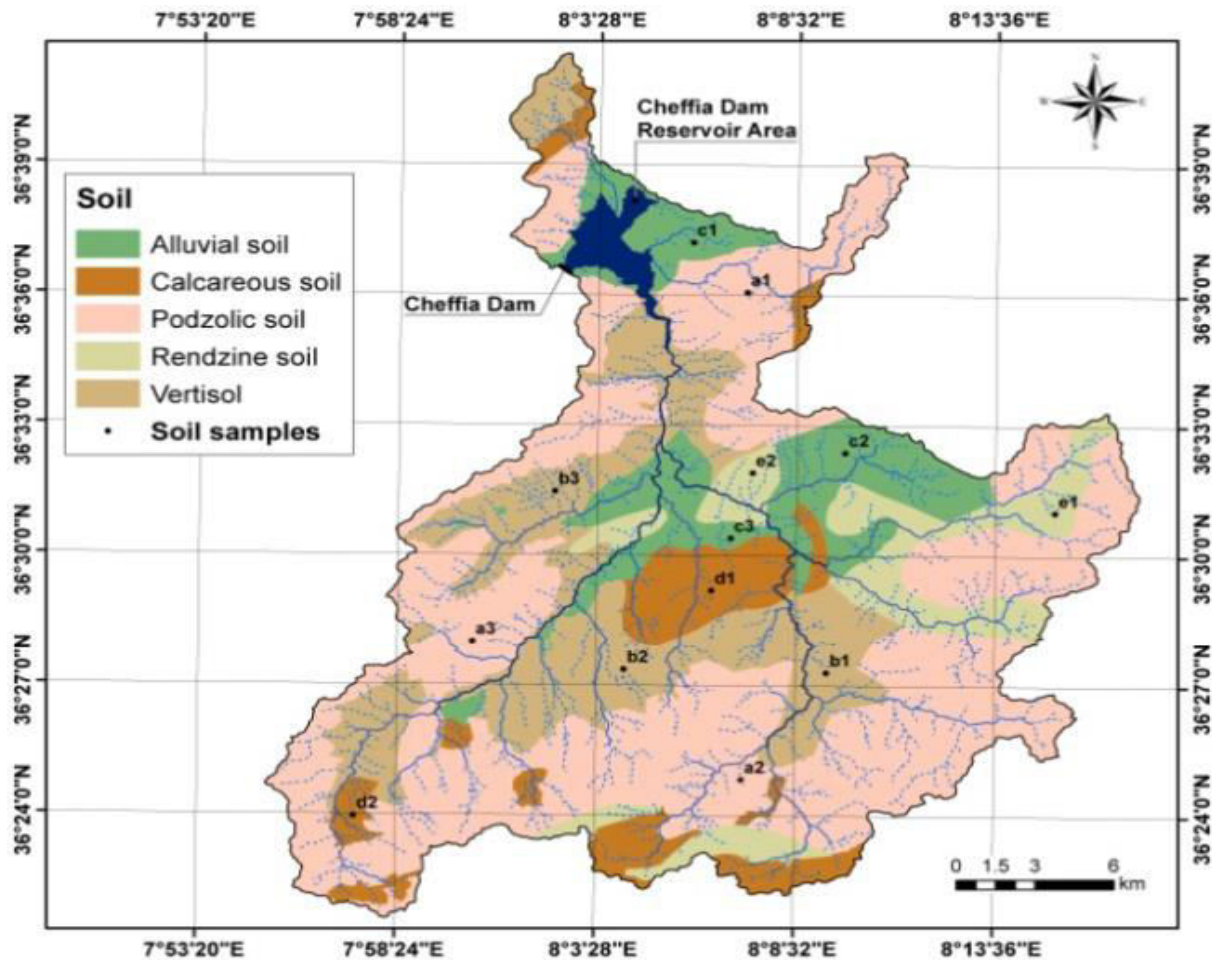 7°53'20"E 7°58'24"E 8°3'28"E 8°8'32"E 8°13'36"E
N
W E
S
Cheffia Dam
Reservoir Area
36°39'0"N 36°39'0"N
Soil
Alluvial soil
Calcareous soil
Podzolic soil
Rendzine soil
Vertisol
Soil samples
c1
a1
36°36'0"N 36°36'0"N
Cheffia Dam
36°33'0"N 36°33'0"N
c2
e2
b3
e1
c3
36°30'0"N 36°30'0"N
d1
a3
b2 b1
36°27'0"N 36°27'0"N
a2
d2
36°24'0"N 36°24'0"N
0 1.5 3 6
km
7°53'20"E 7°58'24"E 8°3'28"E 8°8'32"E 8°13'36"E